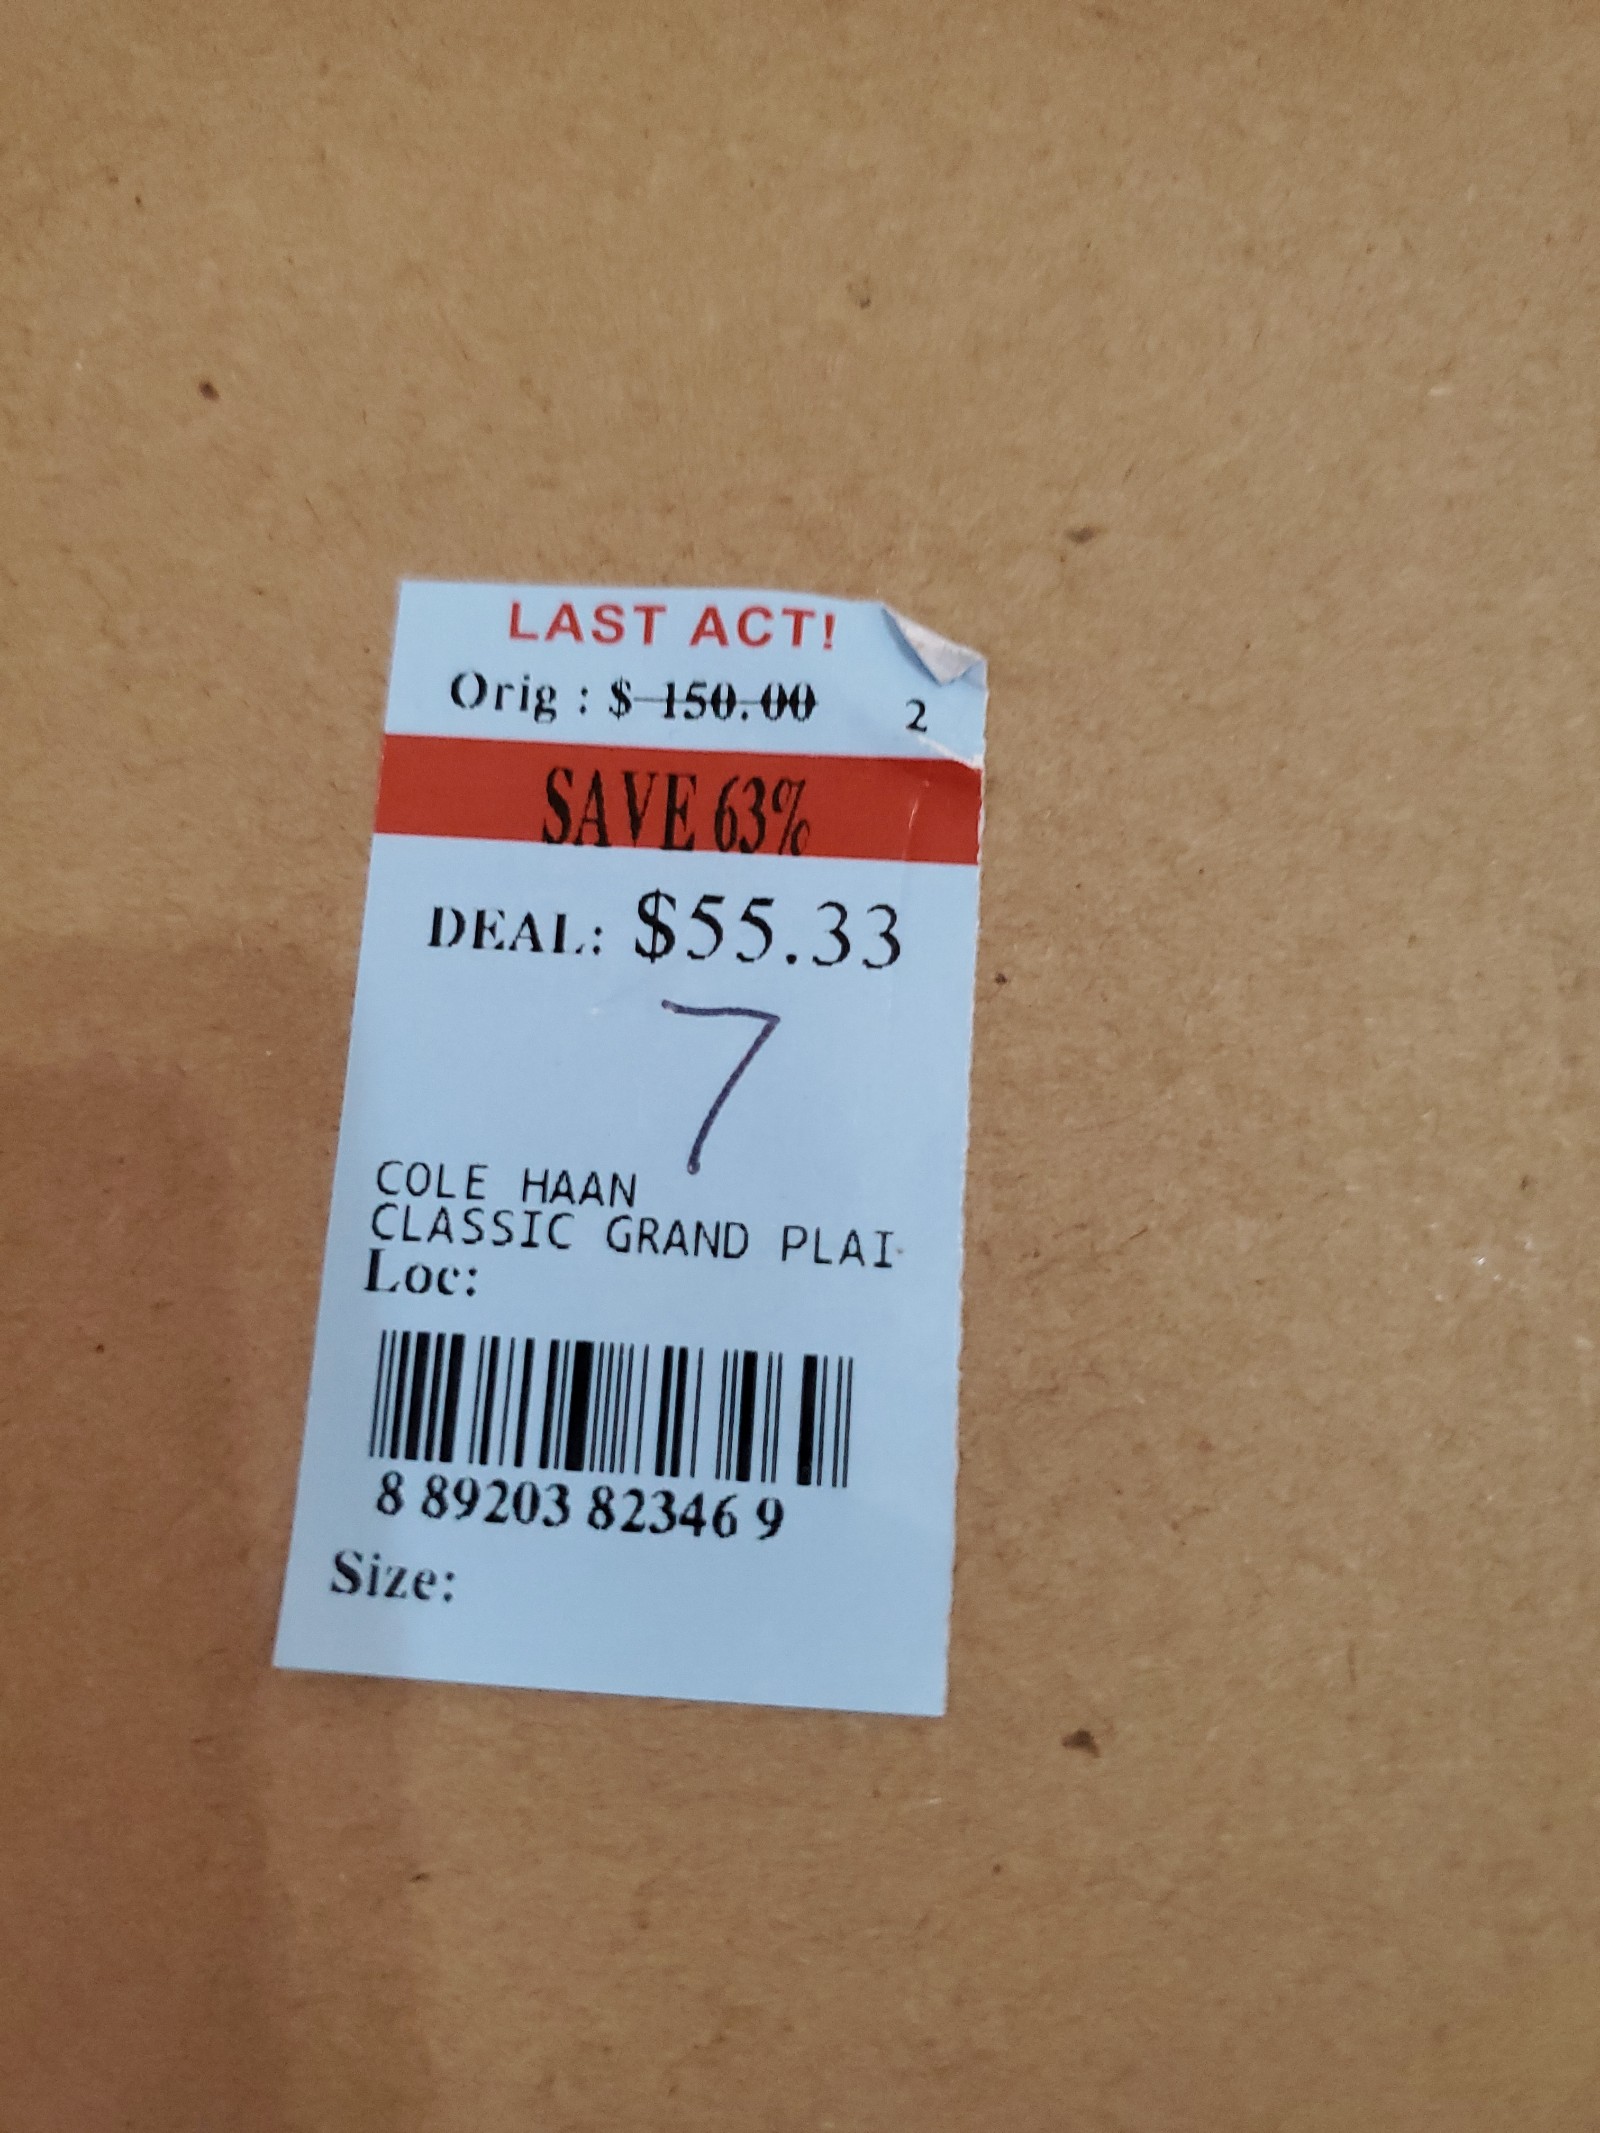 LAST ACT!
Orig : $ 150.00 2
SAVE 63%
DEAL: $55.33
7
COLE HAAN
CLASSIC GRAND PLAI
Loc:
8 89203 82346 9
Size: